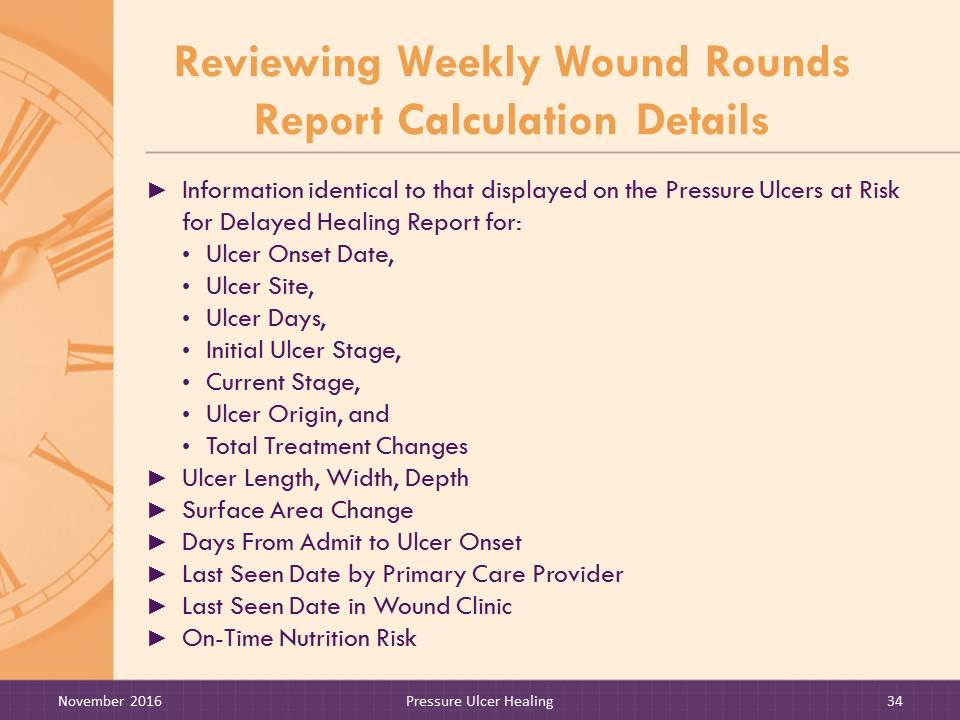 Reviewing Weekly Wound Rounds
Report Calculation Details
► Information identical to that displayed on the Pressure Ulcers at Risk
for Delayed Healing Report for:
• Ulcer Onset Date,
• Ulcer Site,
• Ulcer Days,
• Initial Ulcer Stage,
• Current Stage,
• Ulcer Origin, and
• Total Treatment Changes
► Ulcer Length, Width, Depth
► Surface Area Change
► Days From Admit to Ulcer Onset
► Last Seen Date by Primary Care Provider
► Last Seen Date in Wound Clinic
► On-Time Nutrition Risk
November 2016 Pressure Ulcer Healing 34